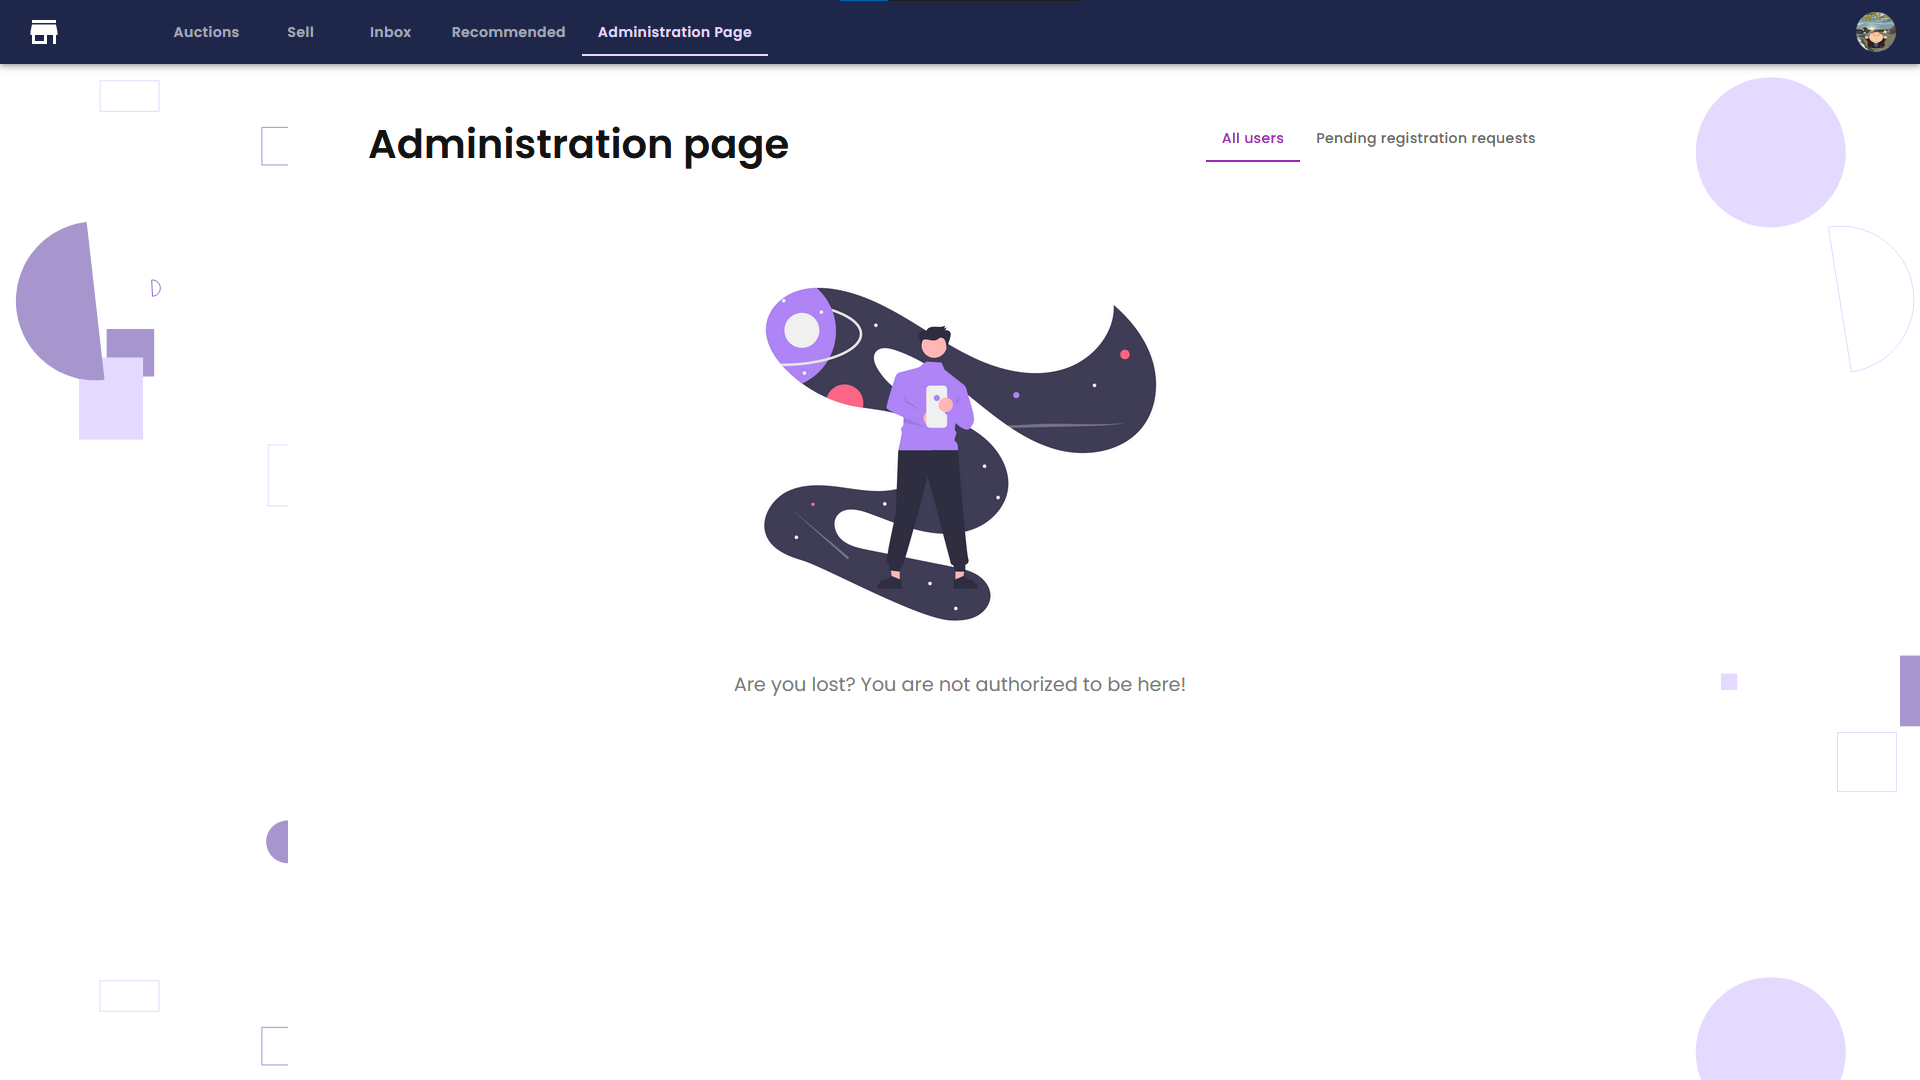 Auctions
Sell
Inbox
Recommended
Administration Page
Administration page
All users
Pending registration requests
Are you lost? You are not authorized to be here!